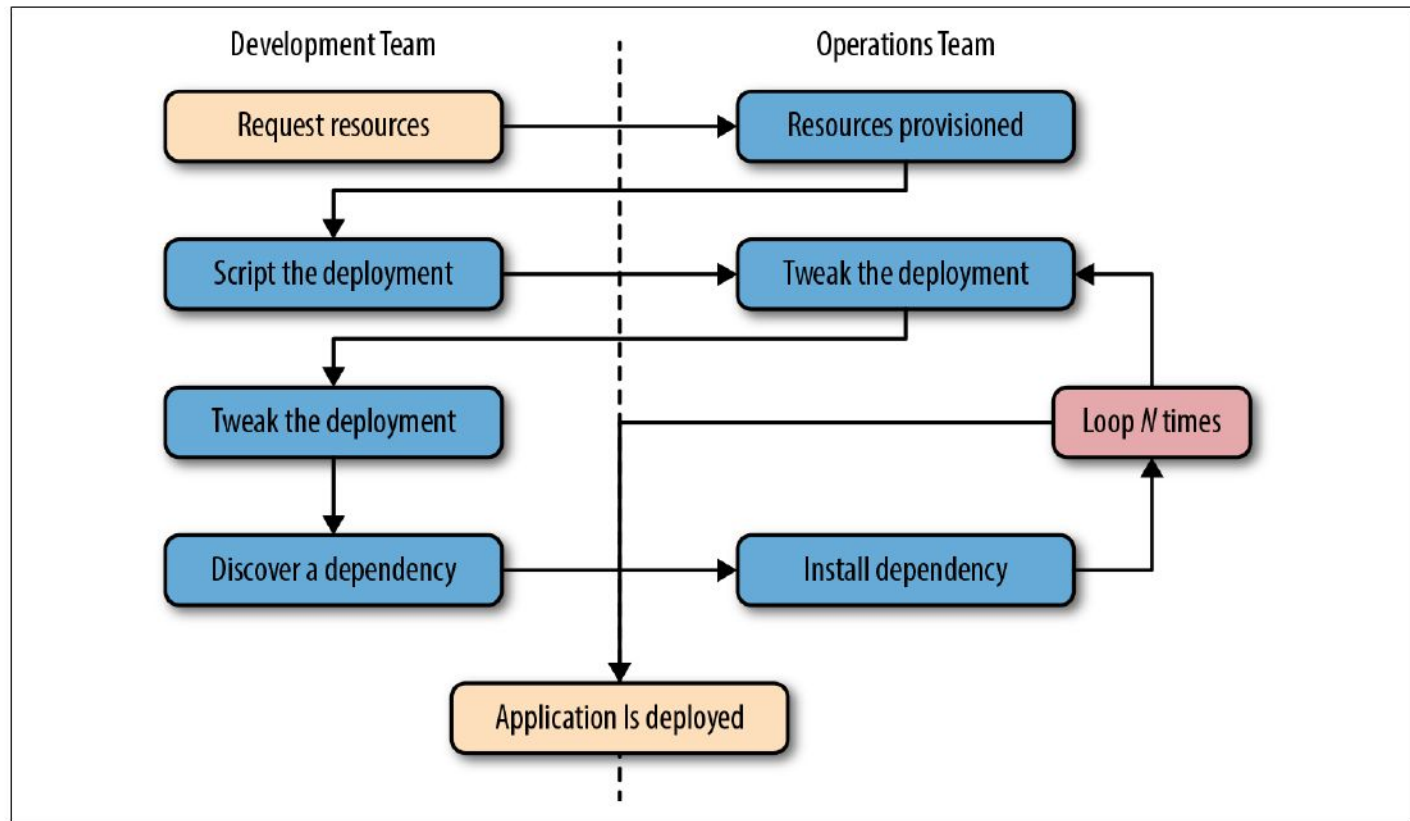 Development Team
Operations Team
Request resources
Resources provisioned
Script the deployment
Tweak the deployment
Tweak the deployment
Loop N times
Discover a dependency
Install dependency
Application Is deployed